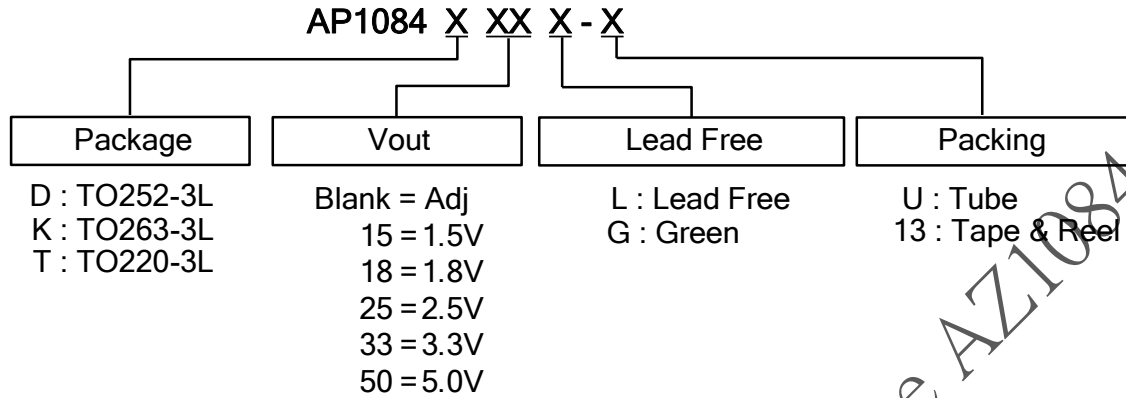 AP1084 X XX X - X
Package
Vout
Lead Free
Packing
D : TO252-3L
K : TO263-3L
T : TO220-3L
Blank = Adj
15 = 1.5V
18 = 1.8V
25 = 2.5V
33 = 3.3V
50 = 5.0V
L : Lead Free
G : Green
U : Tube
13 : Tape & Reel
AZ1084